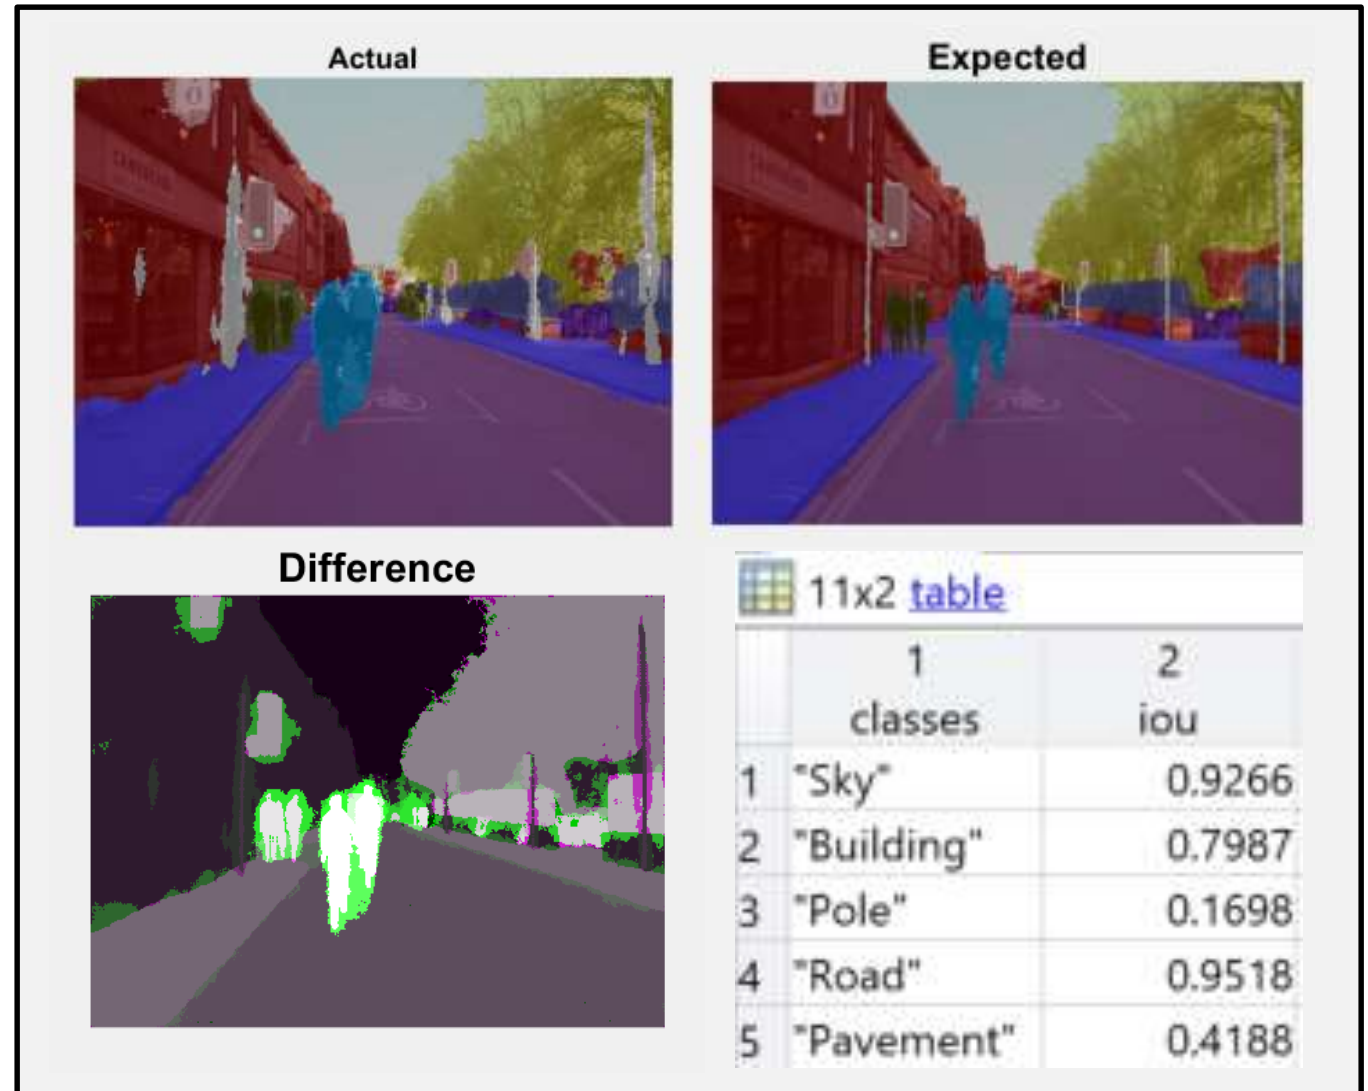 Actual
Expected
Difference
11x2 table
1 2
classes iou
1 "Sky" 0.9266
2 "Building" 0.7987
3 "Pole" 0.1698
4 "Road" 0.9518
5 "Pavement" 0.4188